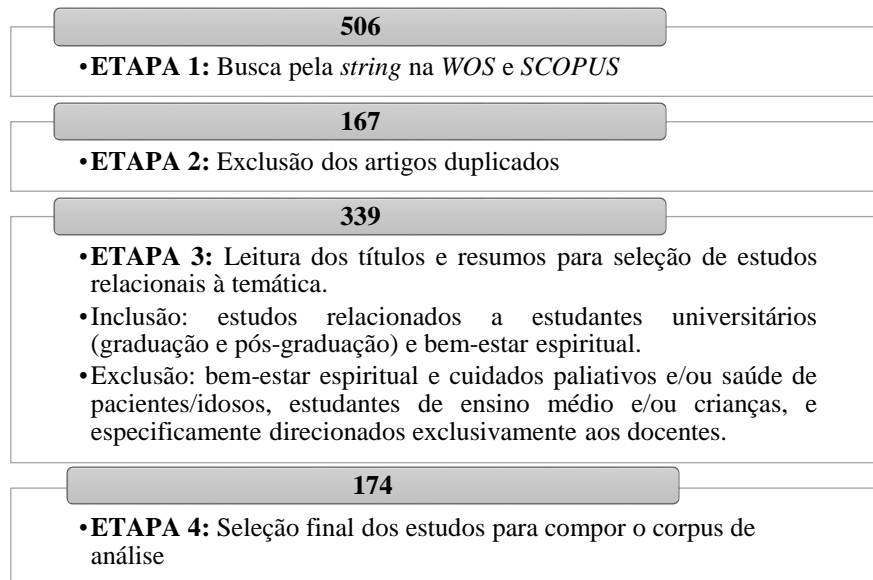 506
•ETAPA 1: Busca pela string na WOS e SCOPUS
167
•ETAPA 2: Exclusão dos artigos duplicados
339
•ETAPA 3: Leitura dos títulos e resumos para seleção de estudos
relacionais à temática.
•Inclusão: estudos relacionados a estudantes universitários
(graduação e pós-graduação) e bem-estar espiritual.
•Exclusão: bem-estar espiritual e cuidados paliativos e/ou saúde de
pacientes/idosos, estudantes de ensino médio e/ou crianças, e
especificamente direcionados exclusivamente aos docentes.
174
•ETAPA 4: Seleção final dos estudos para compor o corpus de
análise